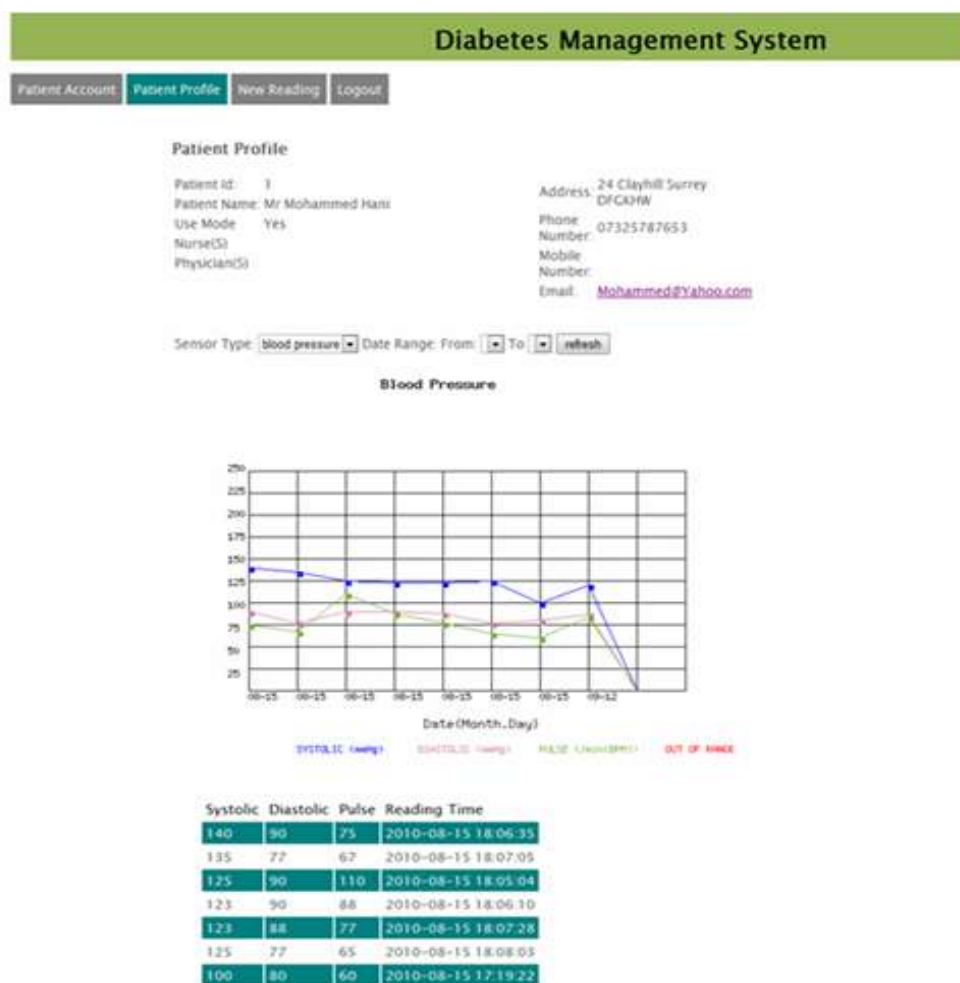 Diabetes Management System
Patient Account Patient Profile New Reading Logout
Patient Profile
Patient Id: 1
Patient Name: Mr Mohammed Hani
Use Mode Yes
Nurse(S)
Physician(S)
Address: 24 Clayhill Surrey
Phone Number: 07325787653
Mobile Number:
Email: Mohammed@Yahoo.com
Sensor Type: blood pressure Date Range: From To refresh
Blood Pressure
250
225
200
175
150
125
100
75
50
25
08-15 08-15 08-15 08-15 08-15 08-15 08-15 09-12
Date(Month.Day)
SYSTOLIC (mmHg) DIASTOLIC (mmHg) PULSE OUT OF RANGE
Systolic Diastolic Pulse Reading Time
140 90 75 2010-08-15 18:06:35
135 77 67 2010-08-15 18:07:05
125 90 110 2010-08-15 18:05:04
123 90 88 2010-08-15 18:06:10
123 88 77 2010-08-15 18:07:28
125 77 65 2010-08-15 18:08:03
100 80 60 2010-08-15 17:19:22